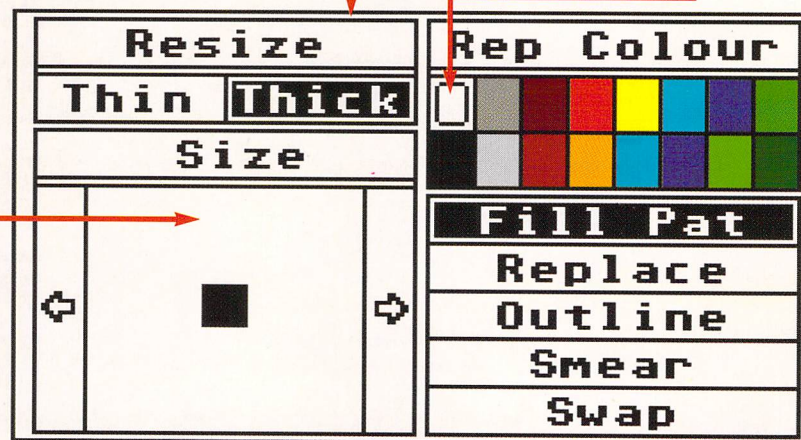 Resize
Thin Thick
Size
Rep Colour
Fill Pat
Replace
Outline
Smear
Swap